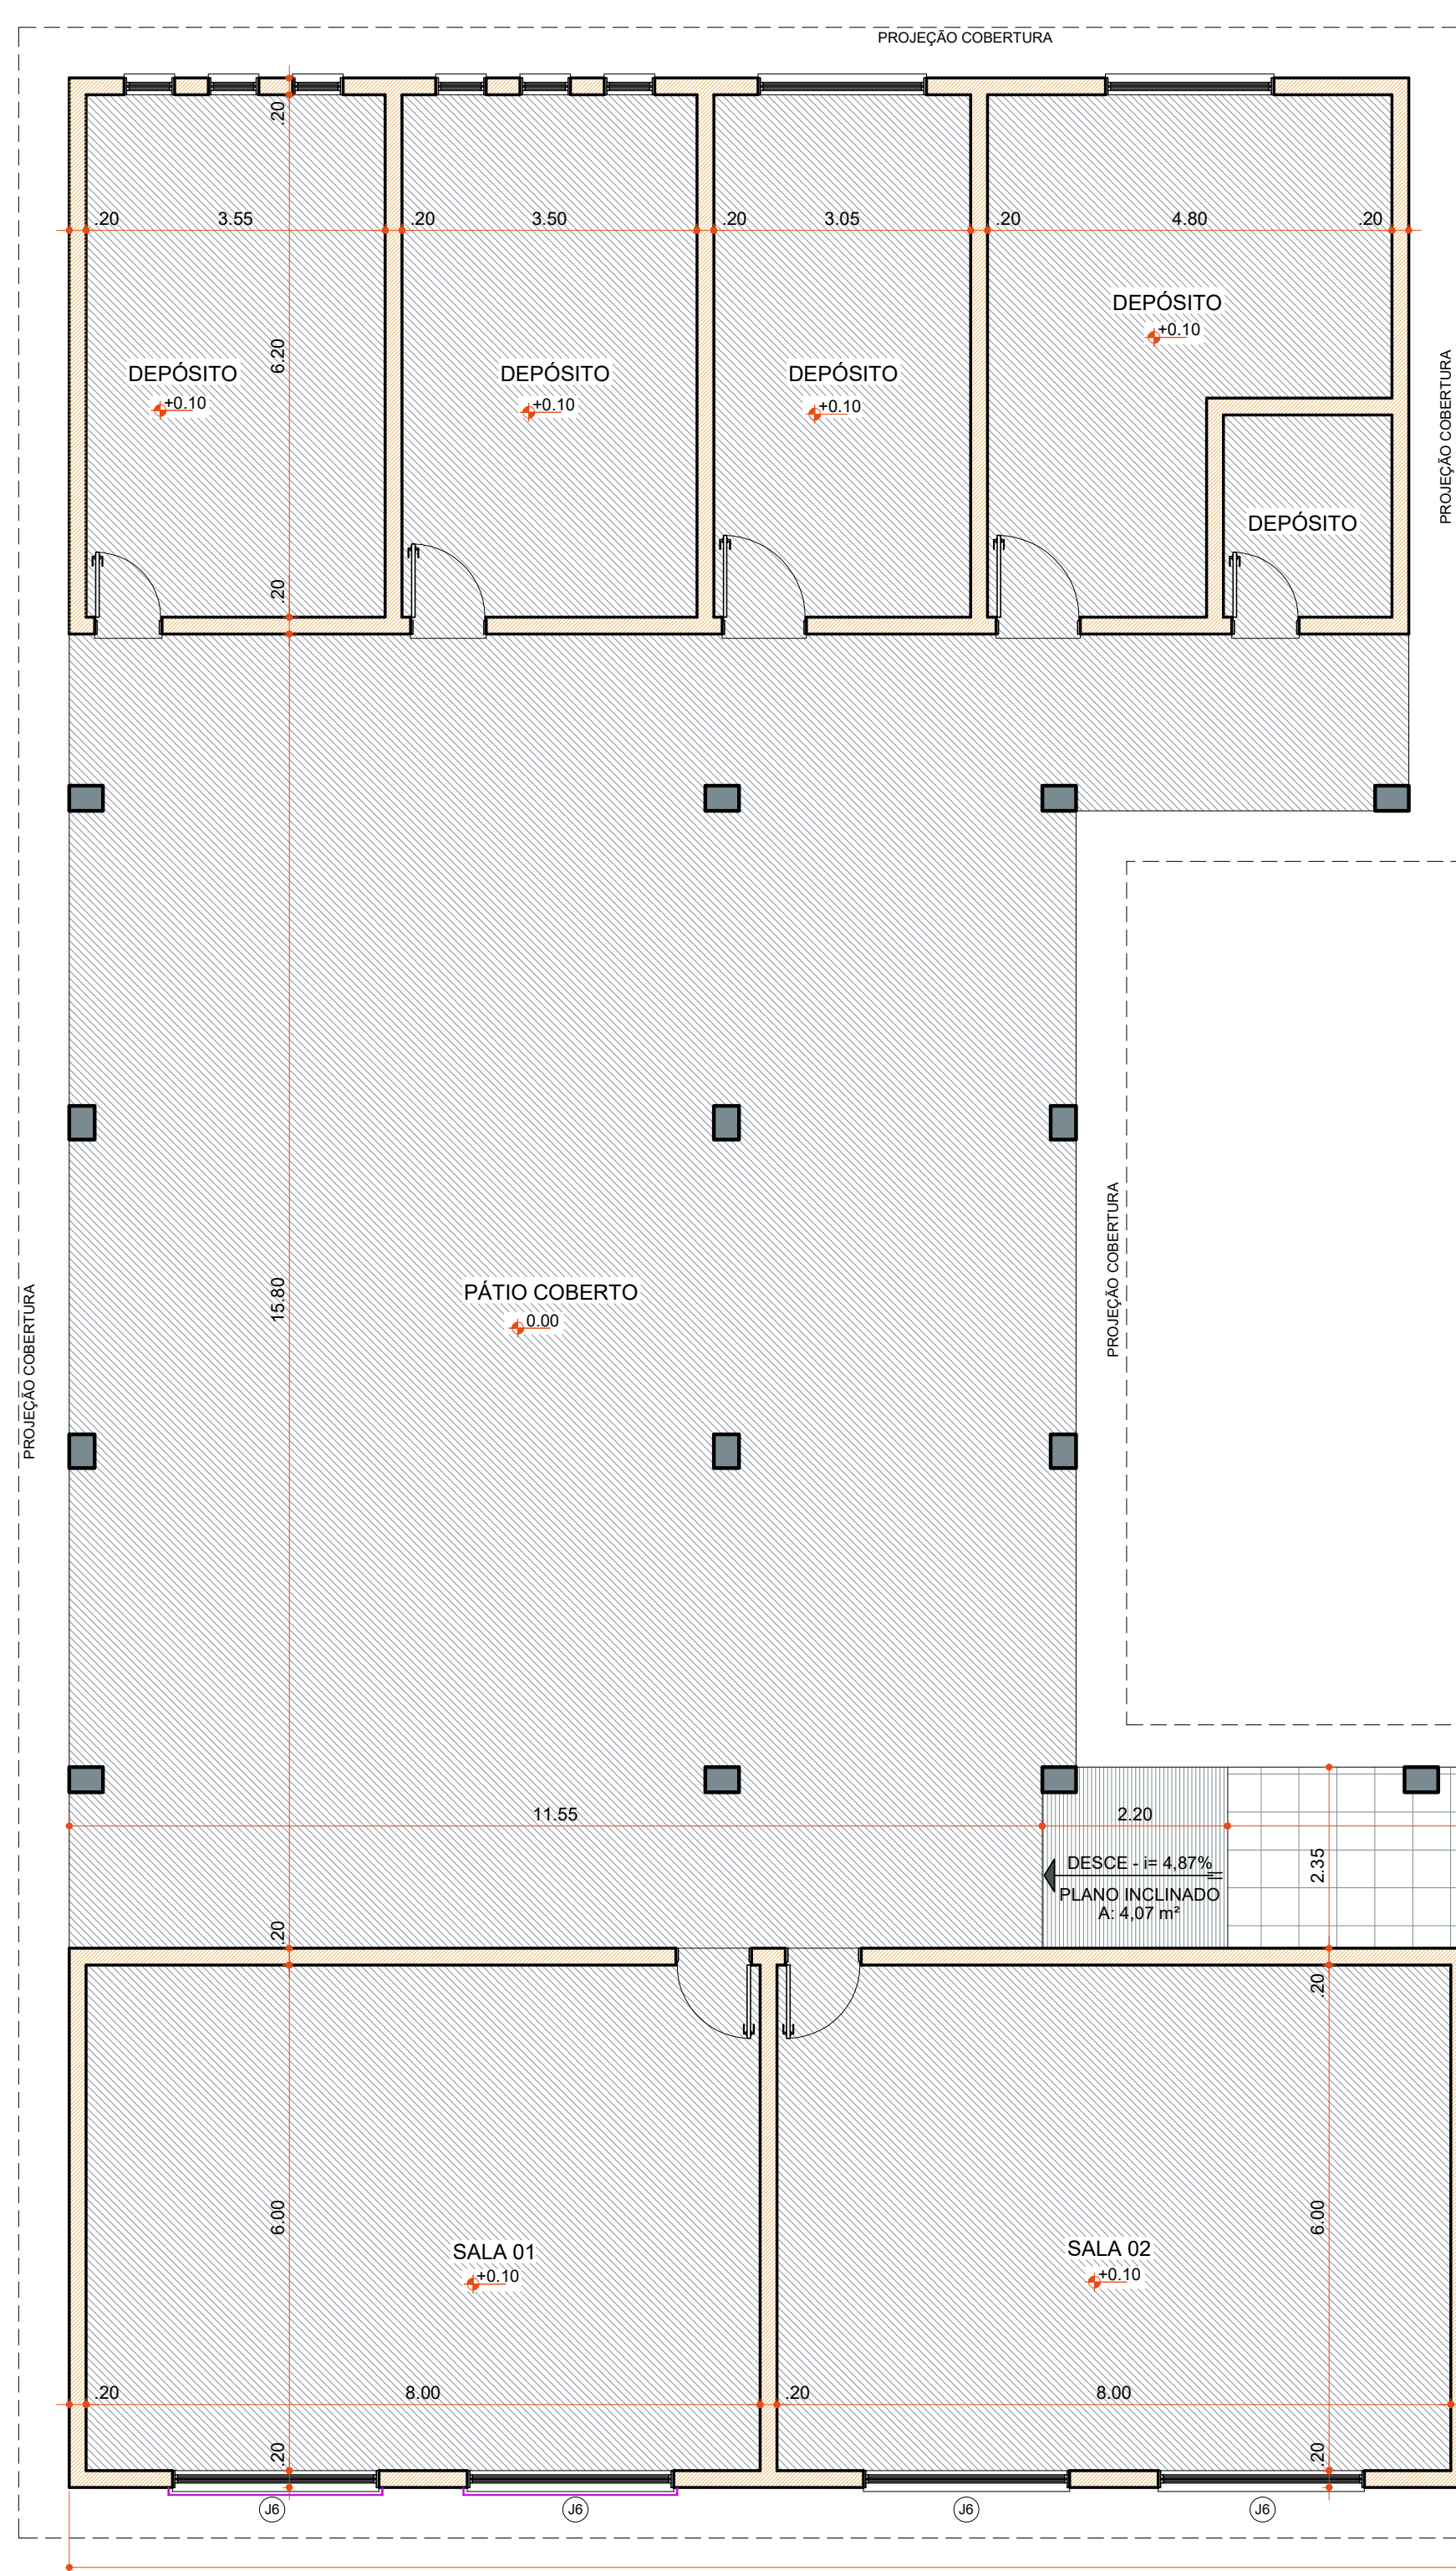 PROJEÇÃO COBERTURA
.20
.20
3.55
.20
3.50
.20
3.05
.20
4.80
.20
DEPÓSITO
+0.10
6.20
DEPÓSITO
+0.10
DEPÓSITO
+0.10
DEPÓSITO
+0.10
PROJEÇÃO COBERTURA
DEPÓSITO
.20
PROJEÇÃO COBERTURA
15.80
PÁTIO COBERTO
0.00
PROJEÇÃO COBERTURA
11.55
2.20
DESCE - i= 4,87%
PLANO INCLINADO
A: 4,07 m²
2.35
.20
.20
6.00
SALA 01
+0.10
SALA 02
+0.10
6.00
.20
8.00
.20
8.00
.20
.20
J6
J6
J6
J6